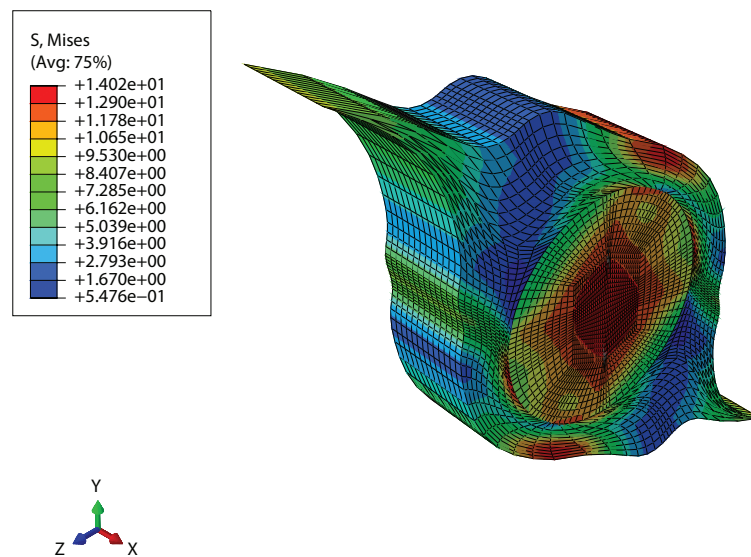 S, Mises
(Avg: 75%)
+1.402e+01
+1.290e+01
+1.178e+01
+1.065e+01
+9.530e+00
+8.407e+00
+7.285e+00
+6.162e+00
+5.039e+00
+3.916e+00
+2.793e+00
+1.670e+00
+5.476e−01
Y
Z
X